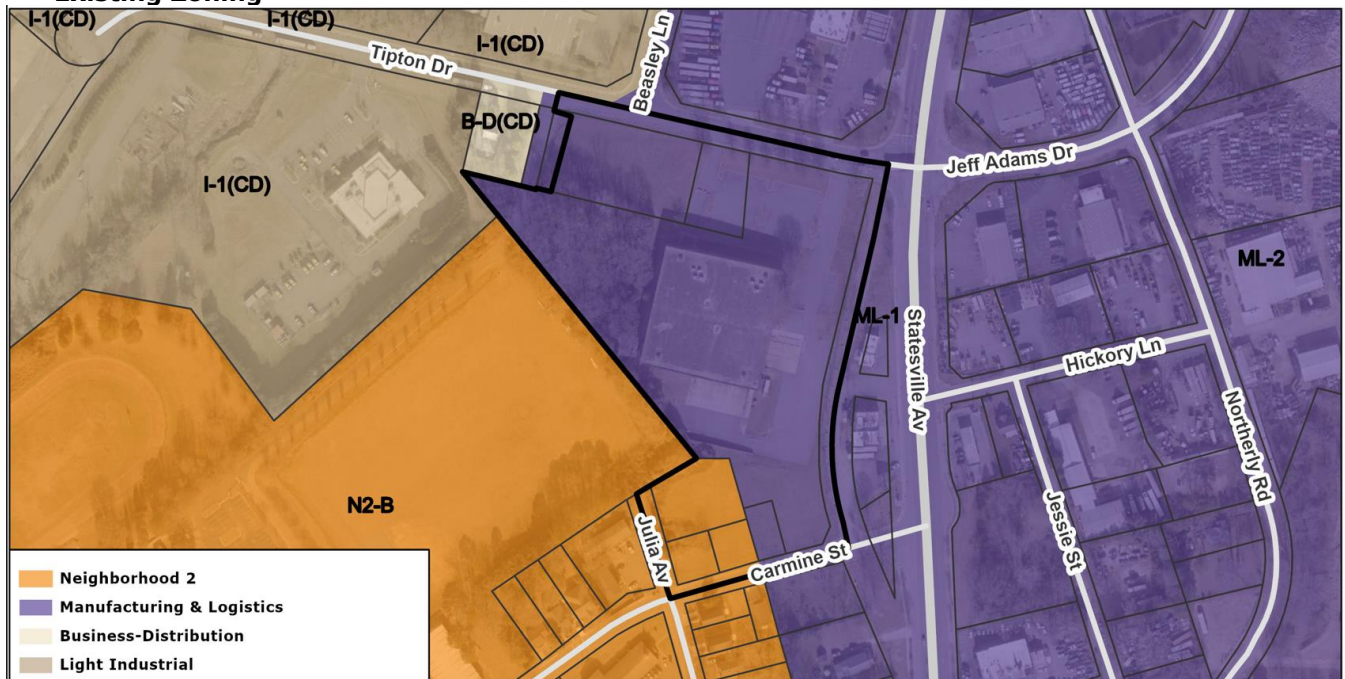 Existing Zoning
I-1(CD)
I-1(CD)
I-1(CD)
Tipton Dr
Beasley Ln
B-D(CD)
Jeff Adams Dr
I-1(CD)
ML-2
ML-1
Statesville Av
Hickory Ln
Northerly Rd
N2-B
Jessie St
Julia Av
Carmine St
Neighborhood 2
Manufacturing & Logistics
Business-Distribution
Light Industrial